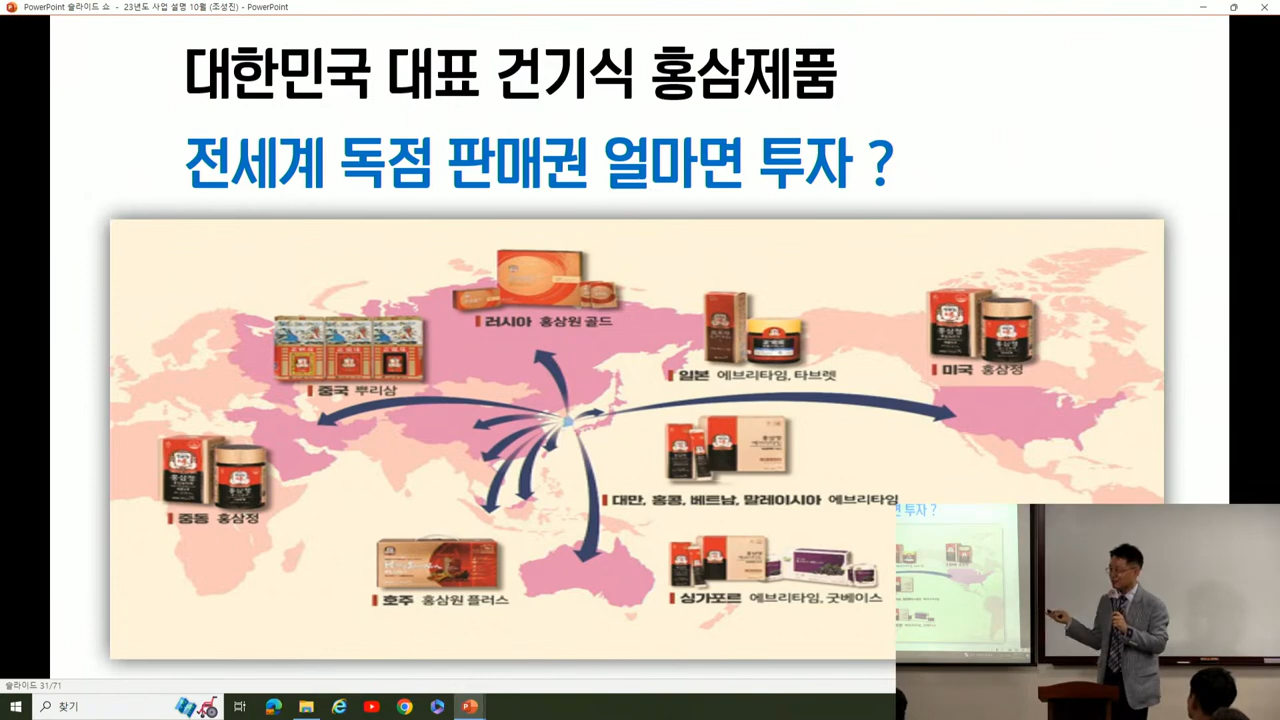 PowerPoint 슬라이드 쇼 - 23년도 사업 설명 10월 (조성진) - PowerPoint
대한민국 대표 건기식 홍삼제품
전세계 독점 판매권 얼마면 투자 ?
러시아 홍삼원 골드
중국 뿌리삼
일본 에브리타임, 타브렛
미국 홍삼정
중동 홍삼정
대만, 홍콩, 베트남, 말레이시아 에브리타임
호주 홍삼원 플러스
싱가포르 에브리타임, 굿베이스
면 투자 ?
슬라이드 31/71
찾기